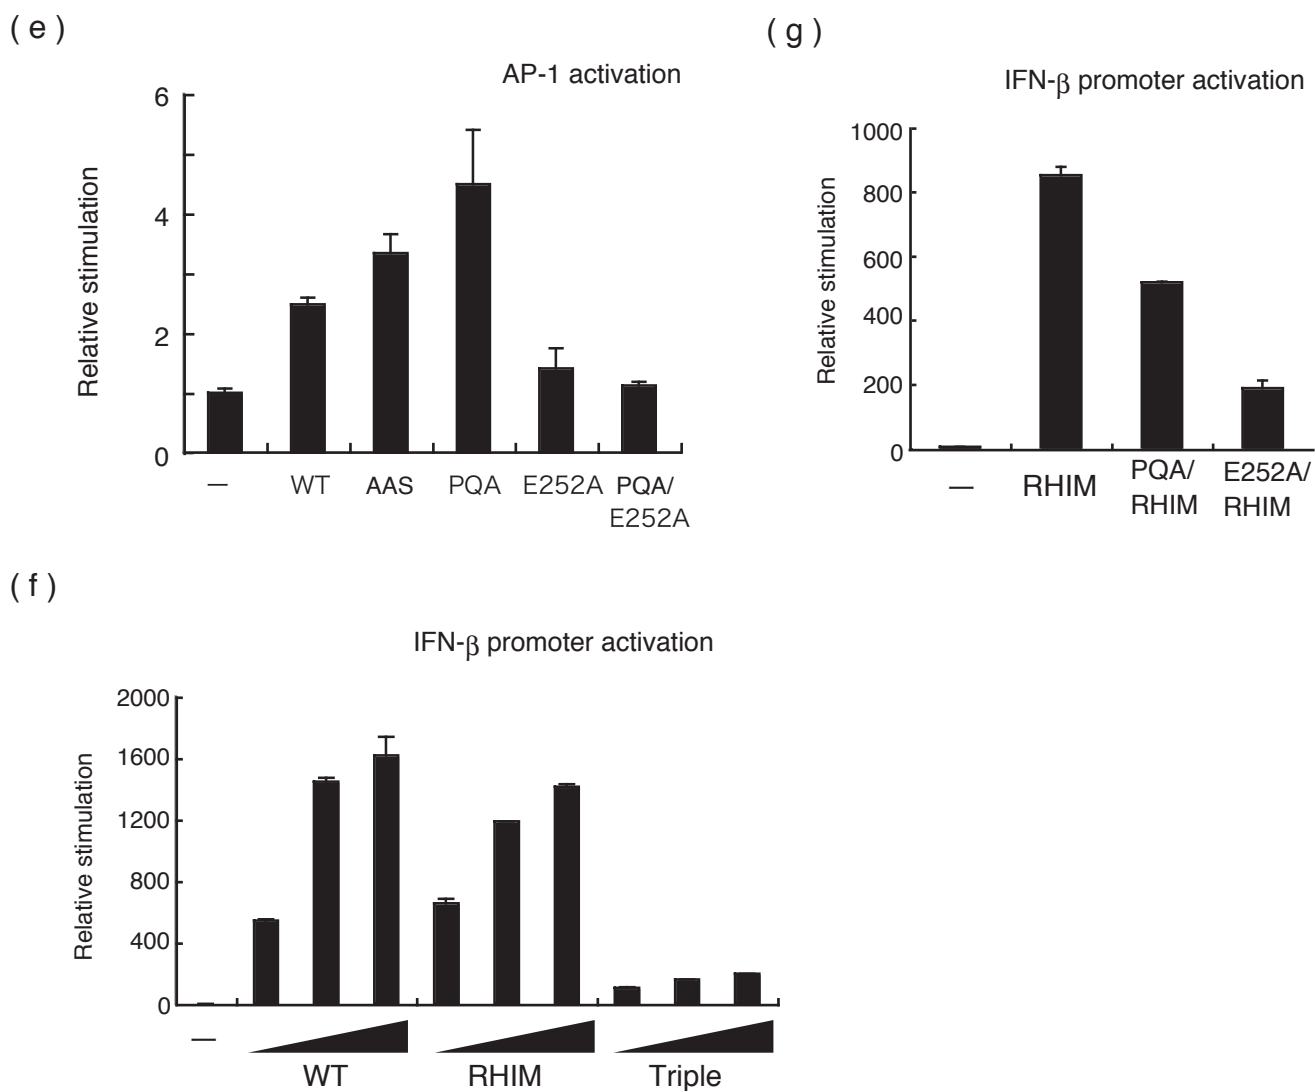 ( e )
AP-1 activation
Relative stimulation
6
4
2
0
— WT AAS PQA E252A PQA/
E252A
( g )
IFN-β promoter activation
Relative stimulation
1000
800
600
400
200
0
— RHIM PQA/ E252A/
RHIM RHIM
( f )
IFN-β promoter activation
Relative stimulation
2000
1600
1200
800
400
0
— WT RHIM Triple